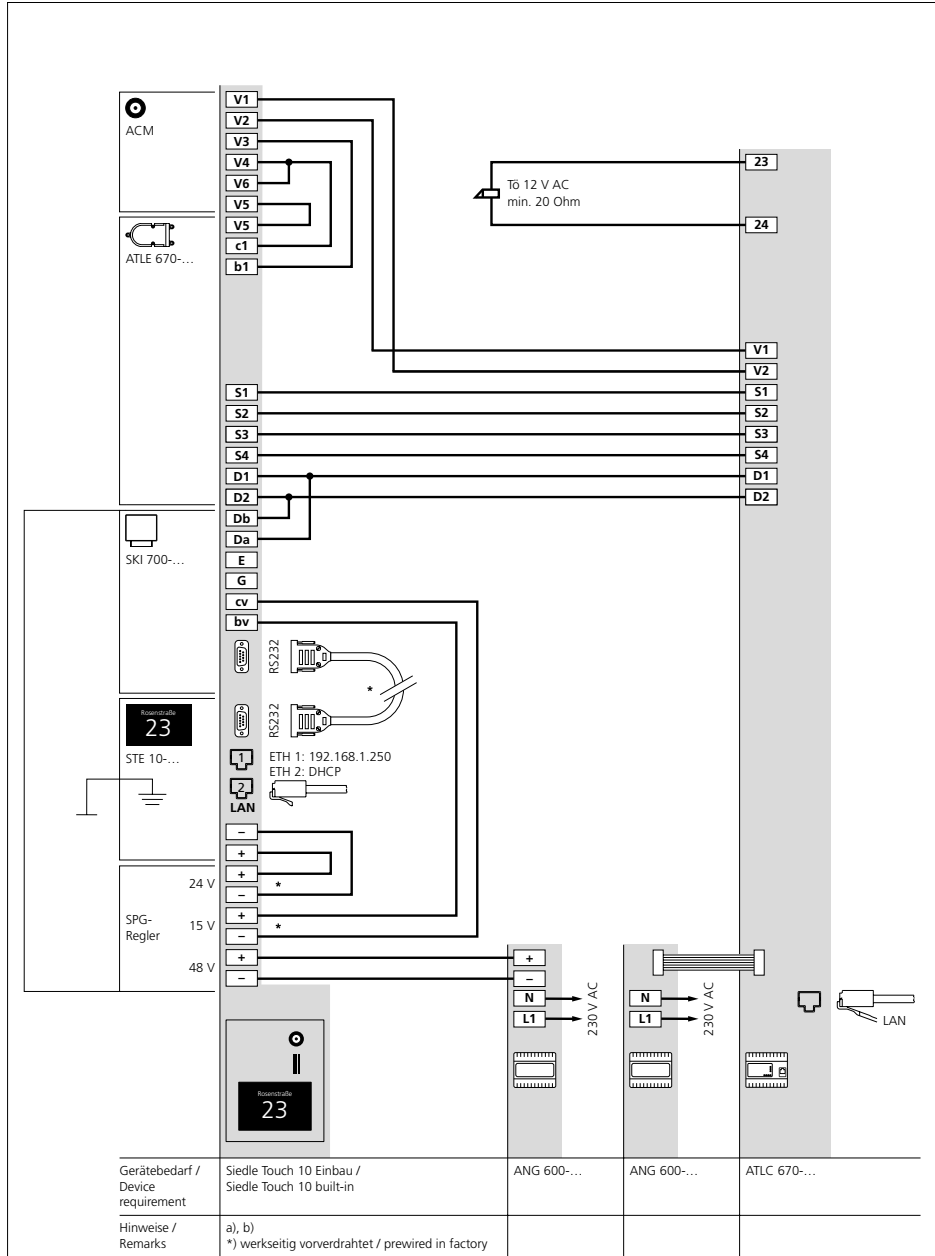 ACM
V1
V2
V3
V4
V6
V5
V5
c1
b1
ATLE 670-...
Tö 12 V AC
min. 20 Ohm
23
24
V1
V2
S1
S2
S3
S4
D1
D2
S1
S2
S3
S4
D1
D2
Db
Da
E
G
cv
bv
SKI 700-...
RS232
*
RS232
Rosenstraße
23
STE 10-...
1
ETH 1: 192.168.1.250
2
ETH 2: DHCP
LAN
–
+
+
24 V
*
–
+
SPG-
Regler
15 V
*
–
+
48 V
–
+
–
N
L1
230 V AC
N
L1
230 V AC
LAN
Rosenstraße
23
Gerätebedarf /
Device
requirement
Siedle Touch 10 Einbau /
Siedle Touch 10 built-in
ANG 600-...
ANG 600-...
ATLC 670-...
Hinweise /
Remarks
a), b)
*) werkseitig vorverdrahtet / prewired in factory